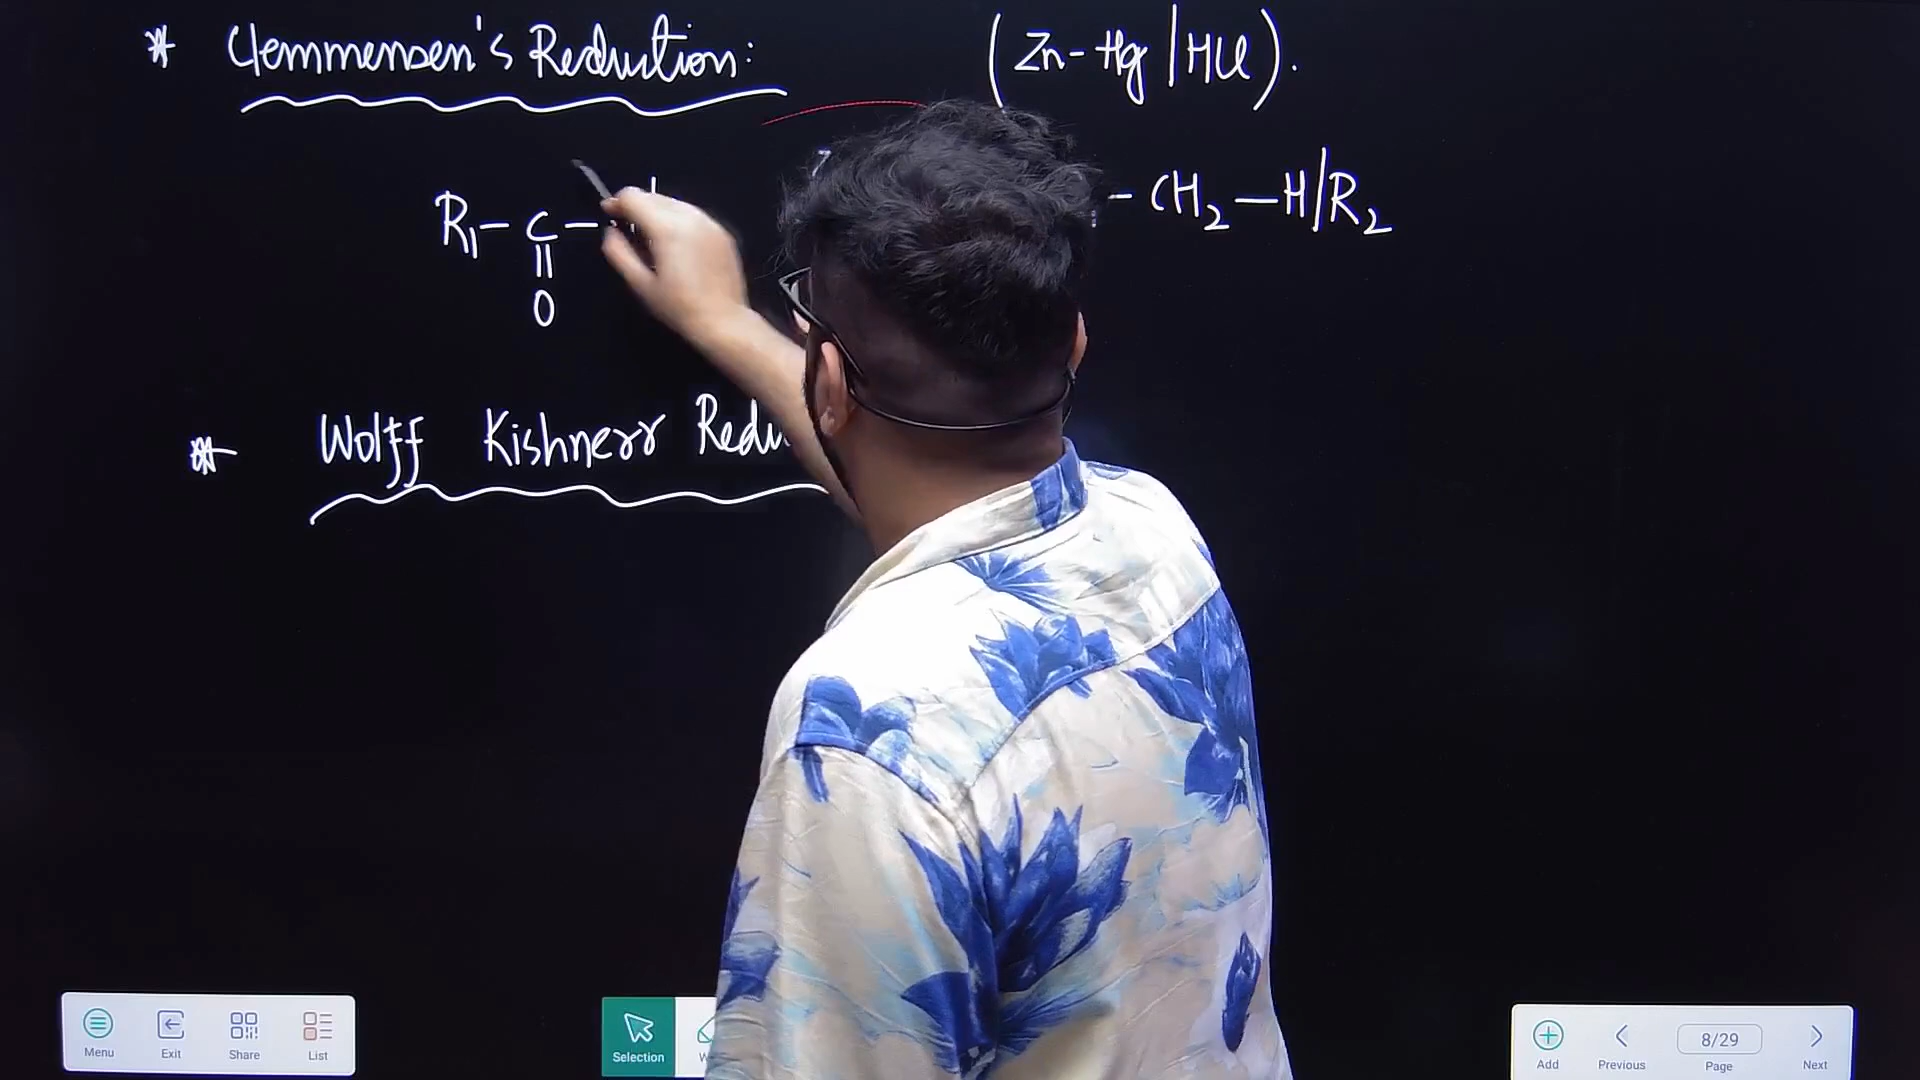 * Clemmensen's Reduction: (Zn-Hg/HCl).
R1-C- -CH2-H/R2
O
* Wolff Kishnerr Redu
Menu Exit Share List Selection W Add Previous 8/29 Page Next